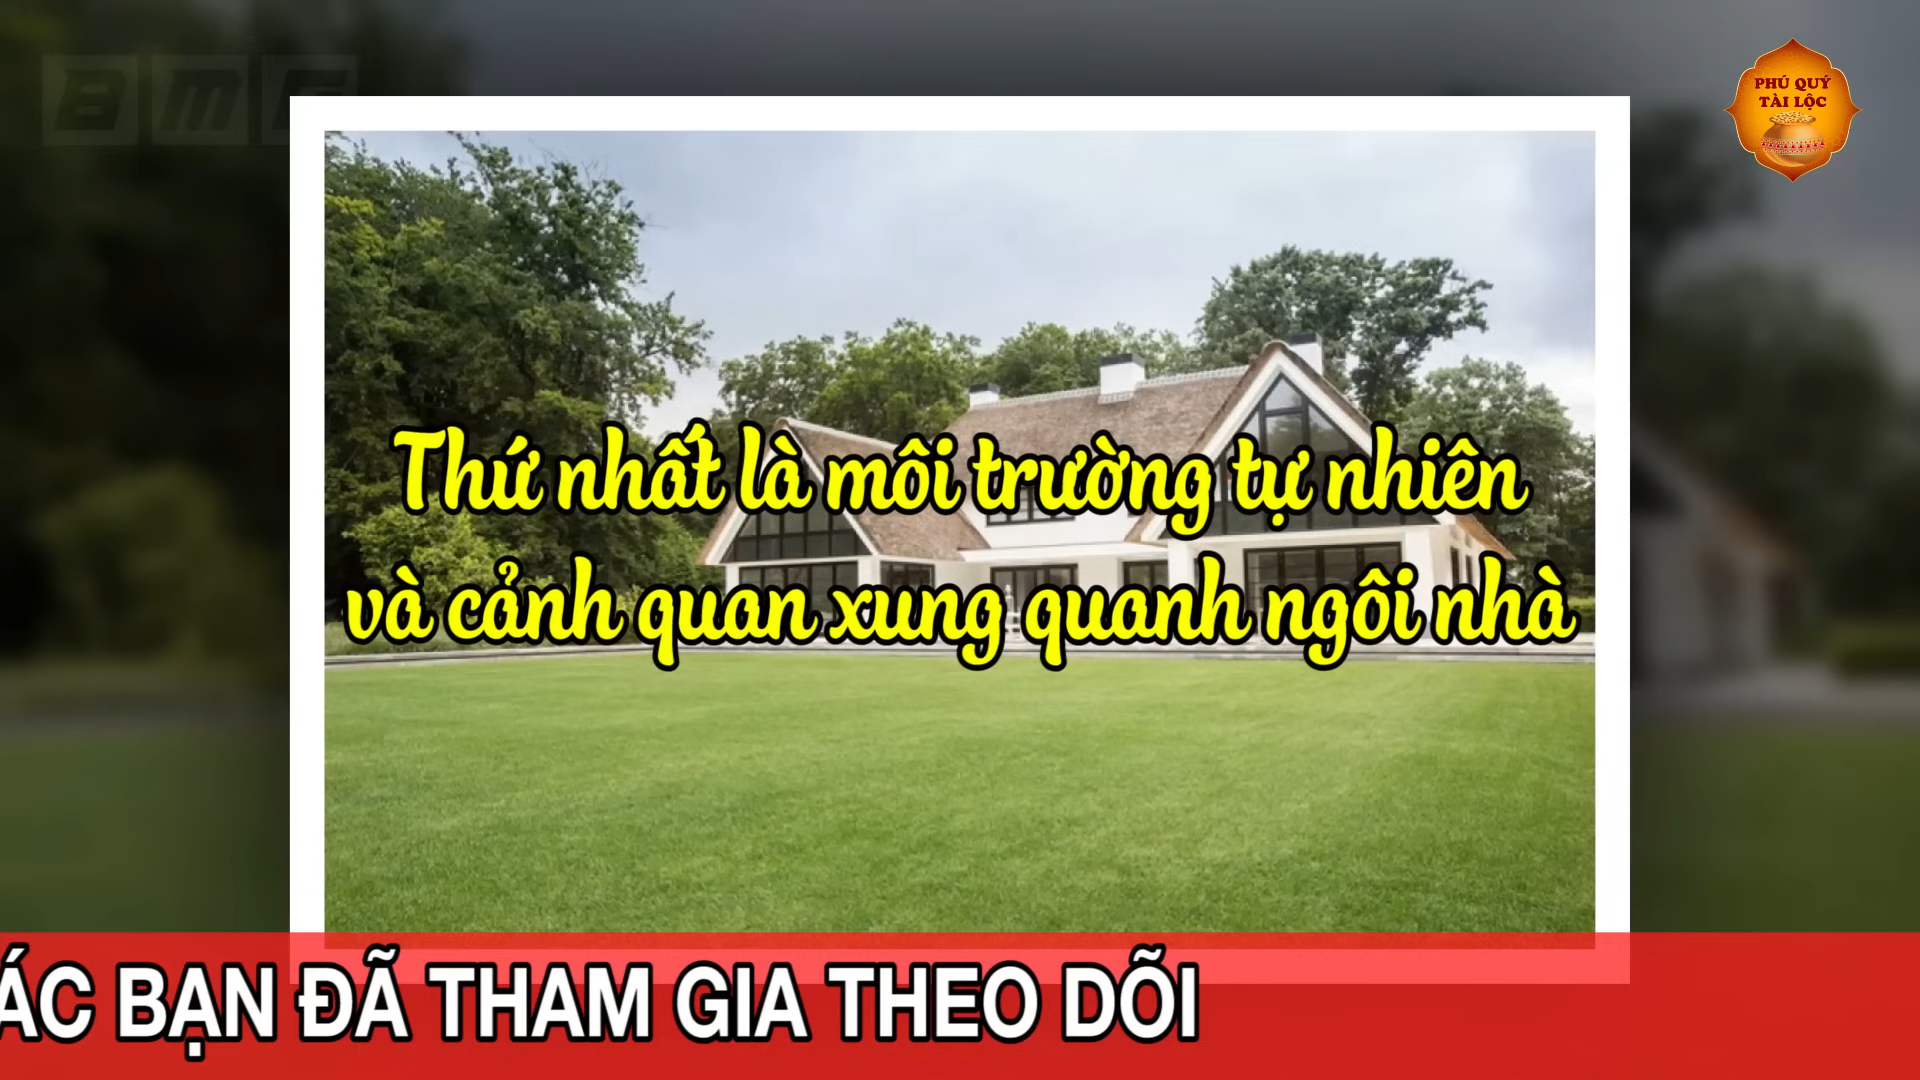 PHÚ QUÝ
TÀI LỘC
Thứ nhất là môi trường tự nhiên
và cảnh quan xung quanh ngôi nhà
ÁC BẠN ĐÃ THAM GIA THEO DÕI